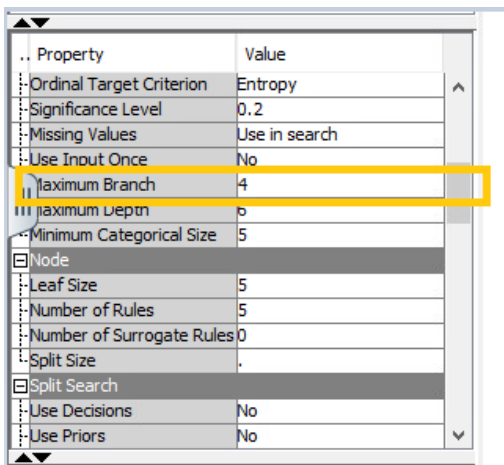 .. Property Value
Ordinal Target Criterion Entropy
Significance Level 0.2
Missing Values Use in search
Use Input Once No
Maximum Branch 4
Maximum Depth 6
Minimum Categorical Size 5
Node
Leaf Size 5
Number of Rules 5
Number of Surrogate Rules 0
Split Size .
Split Search
Use Decisions No
Use Priors No